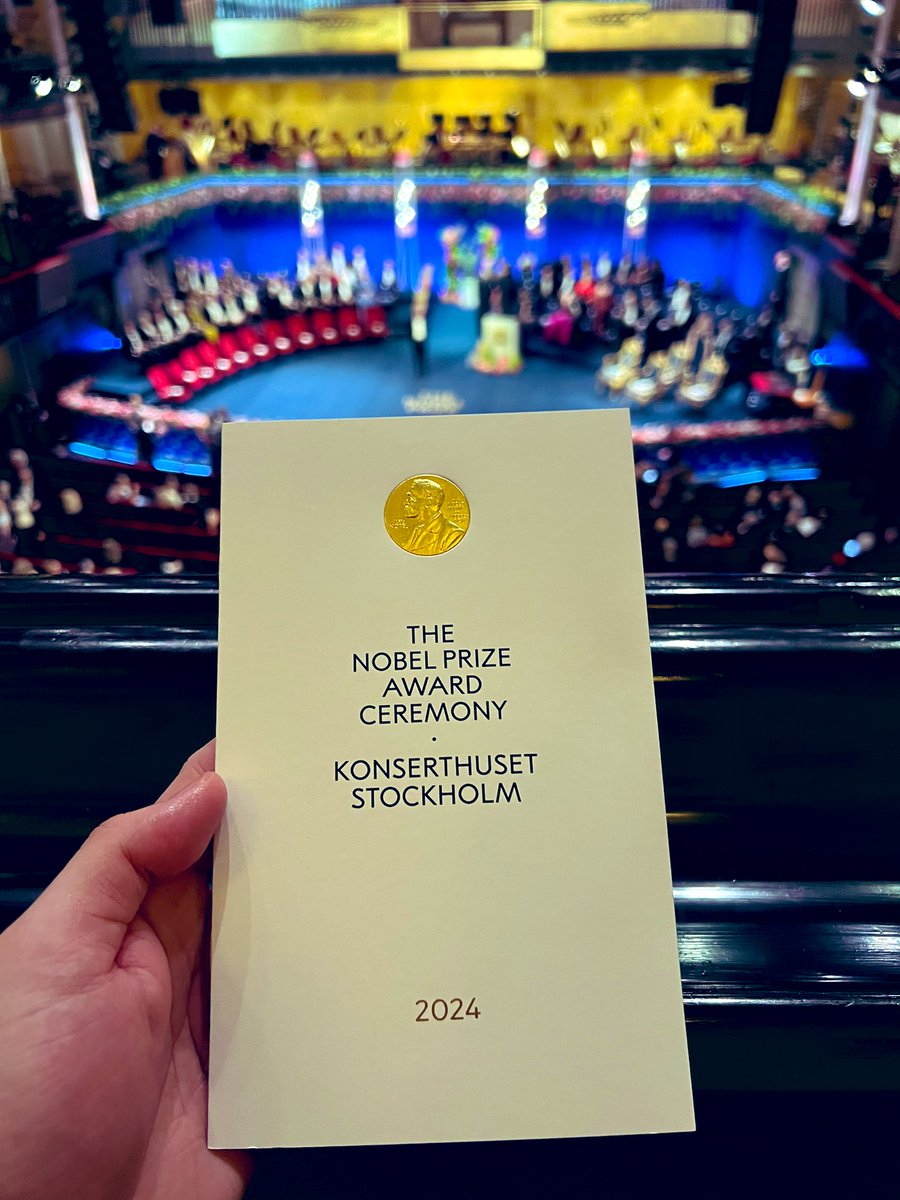 THE
NOBEL PRIZE
AWARD
CEREMONY
·
KONSERTHUSET
STOCKHOLM
2024